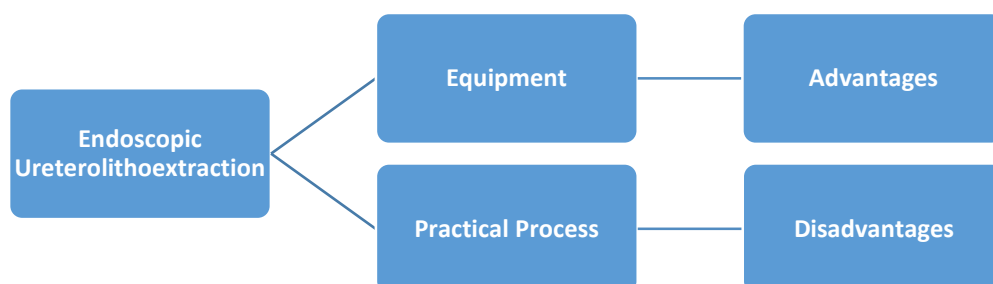 Endoscopic
Ureterolithoextraction
Equipment
Advantages
Practical Process
Disadvantages